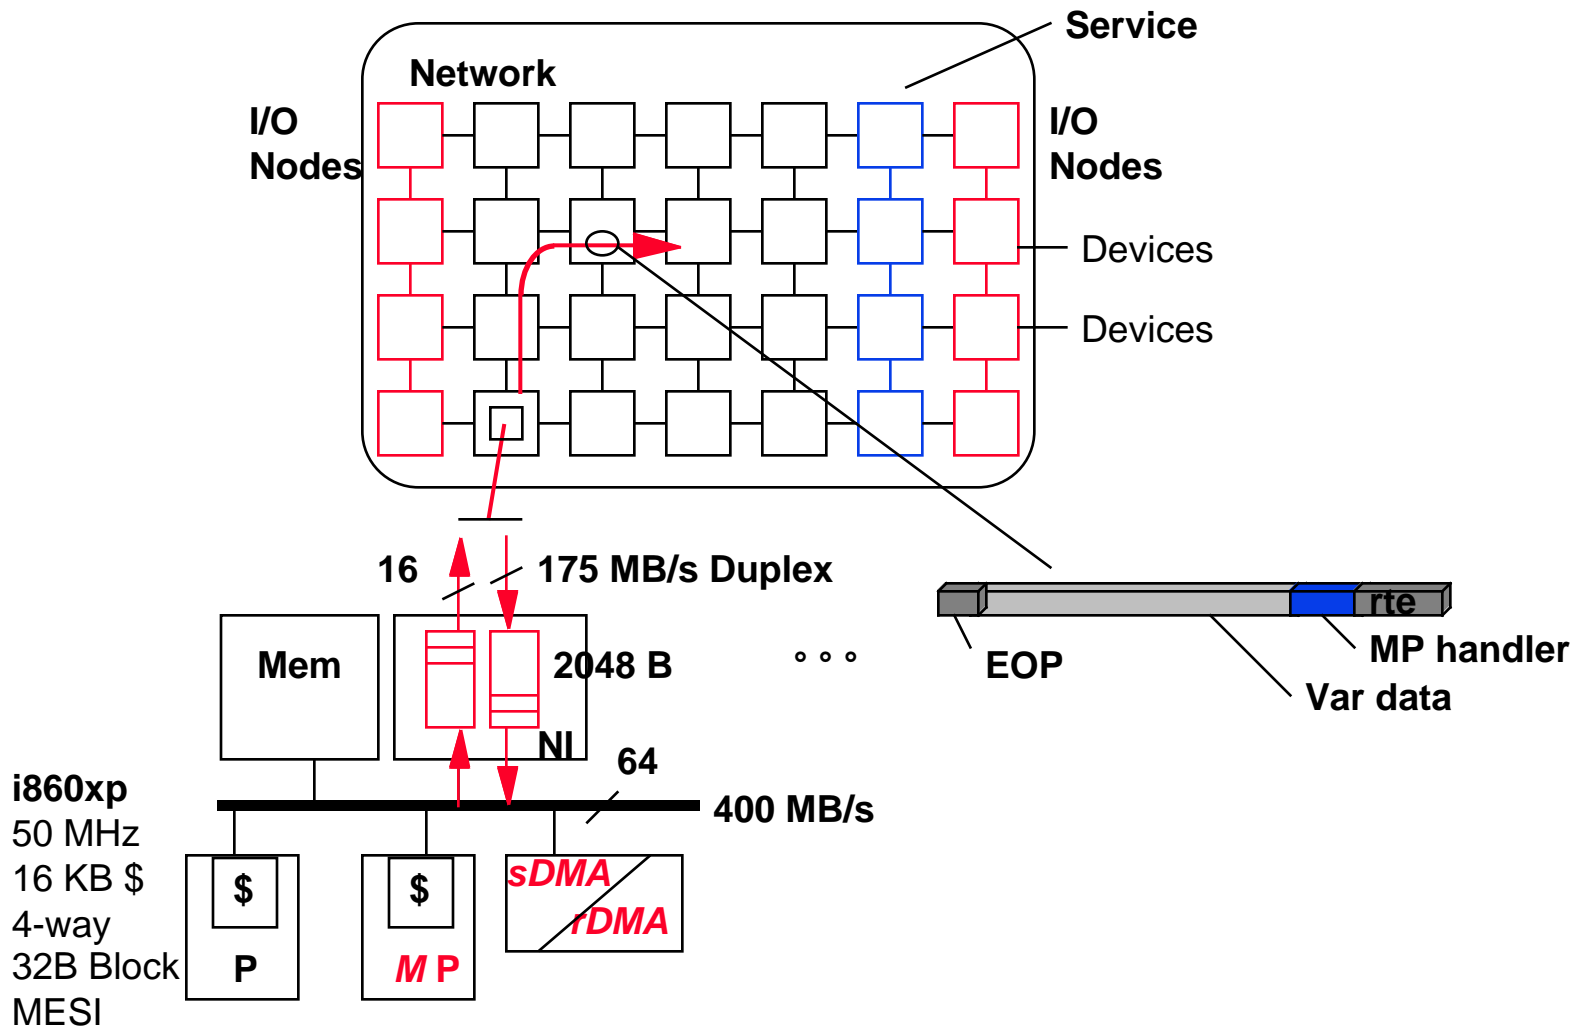 Service
Network
I/O
Nodes
I/O
Nodes
Devices
Devices
16
175 MB/s Duplex
rte
MP handler
EOP
Var data
Mem
2048 B
° ° °
NI
64
400 MB/s
i860xp
50 MHz
16 KB $
4-way
32B Block
MESI
$
P
$
M P
sDMA
rDMA